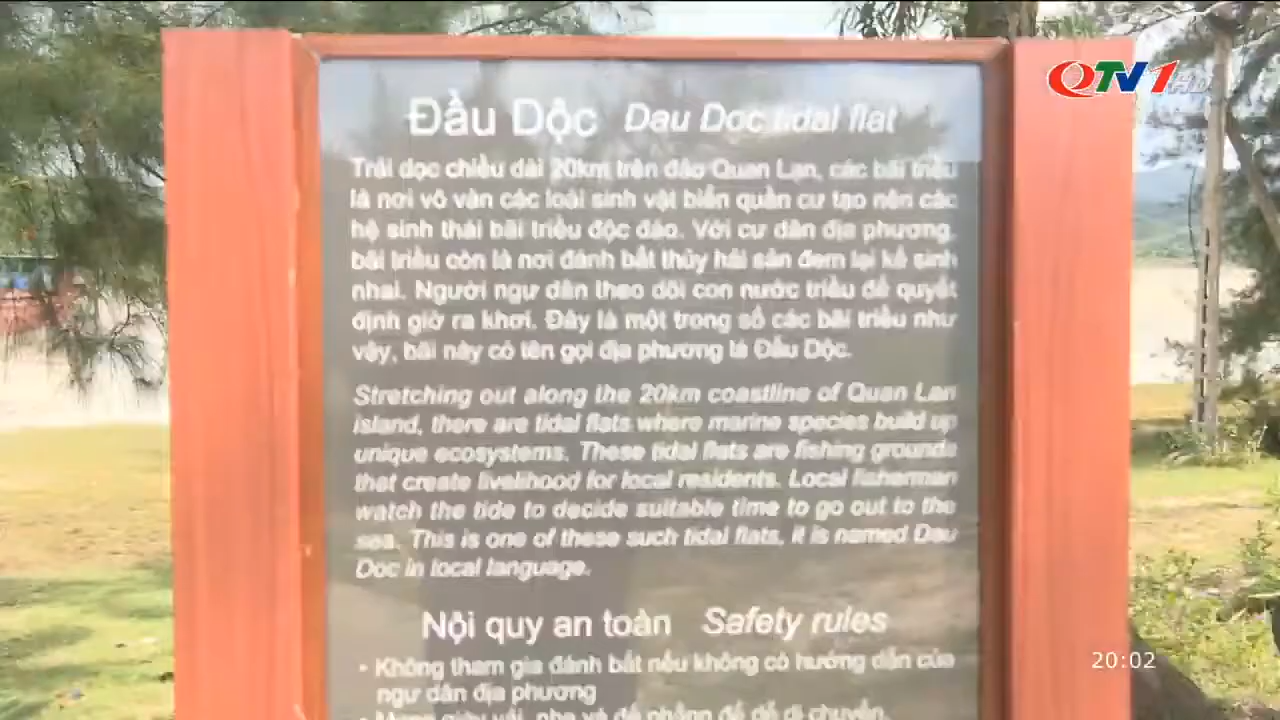 QTV1 HD
Đầu Dộc Dau Doc tidal flat
Trải dọc chiều dài 20km trên đảo Quan Lạn, các bãi triều
là nơi vô vàn các loài sinh vật biển quần cư tạo nên các
hệ sinh thái bãi triều độc đáo. Với cư dân địa phương,
bãi triều còn là nơi đánh bắt thủy hải sản đem lại kế sinh
nhai. Người ngư dân theo dõi con nước triều để quyết
định giờ ra khơi. Đây là một trong số các bãi triều như
vậy, bãi này có tên gọi địa phương là Đầu Dộc.
Stretching out along the 20km coastline of Quan Lan
island, there are tidal flats where marine species build up
unique ecosystems. These tidal flats are fishing grounds
that create livelihood for local residents. Local fisherman
watch the tide to decide suitable time to go out to the
sea. This is one of these such tidal flats, it is named Dau
Doc in local language.
Nội quy an toàn Safety rules
• Không tham gia đánh bắt nếu không có hướng dẫn của
ngư dân địa phương
để dễ di chuyển.
20:02